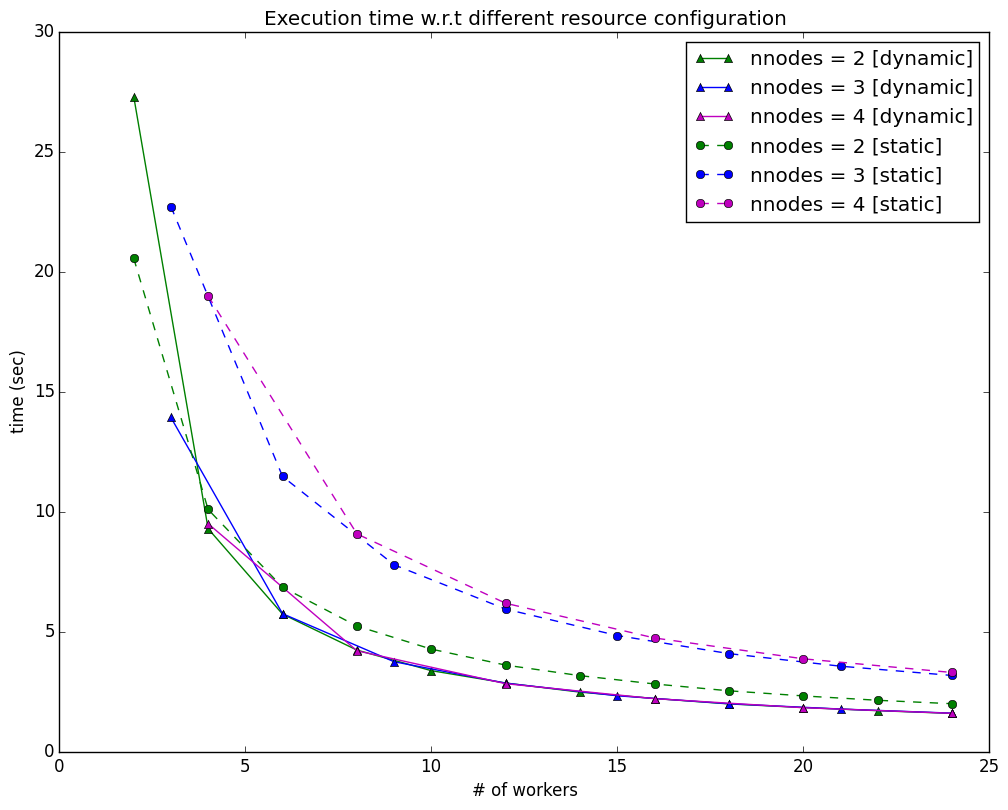 Execution time w.r.t different resource configuration
30
25
20
15
10
5
0
time (sec)
nnodes = 2 [dynamic]
nnodes = 3 [dynamic]
nnodes = 4 [dynamic]
nnodes = 2 [static]
nnodes = 3 [static]
nnodes = 4 [static]
0 5 10 15 20 25
# of workers